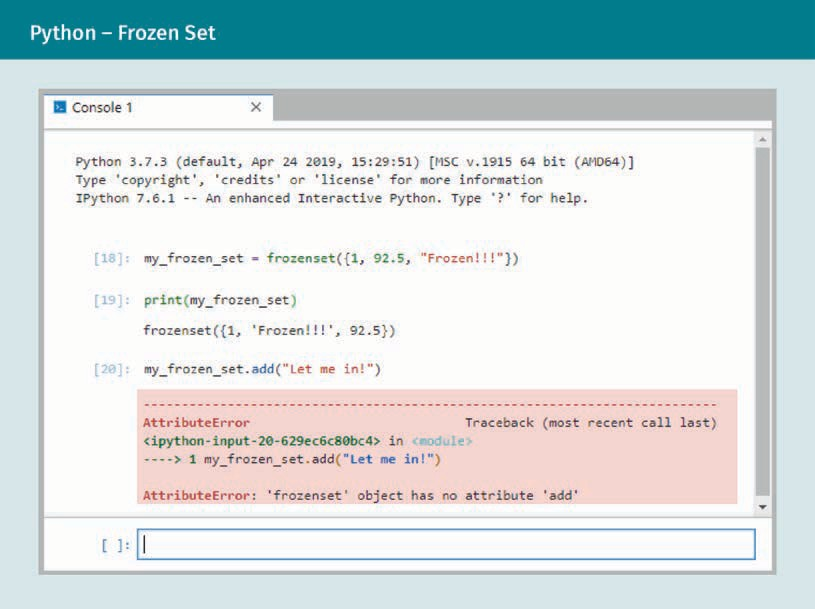 Python – Frozen Set
Console 1
Python 3.7.3 (default, Apr 24 2019, 15:29:51) [MSC v.1915 64 bit (AMD64)]
Type 'copyright', 'credits' or 'license' for more information
IPython 7.6.1 -- An enhanced Interactive Python. Type '?' for help.
[18]: my_frozen_set = frozenset({1, 92.5, "Frozen!!!"})
[19]: print(my_frozen_set)
frozenset({1, 'Frozen!!!', 92.5})
[20]: my_frozen_set.add("Let me in!")
---------------------------------------------------------------------------
AttributeError Traceback (most recent call last)
<ipython-input-20-629ec6c80bc4> in <module>
----> 1 my_frozen_set.add("Let me in!")
AttributeError: 'frozenset' object has no attribute 'add'
[ ]: